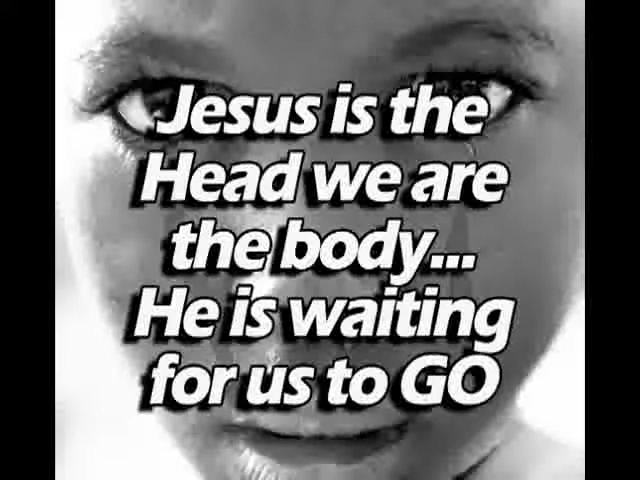 Jesus is the
Head we are
the body...
He is waiting
for us to GO